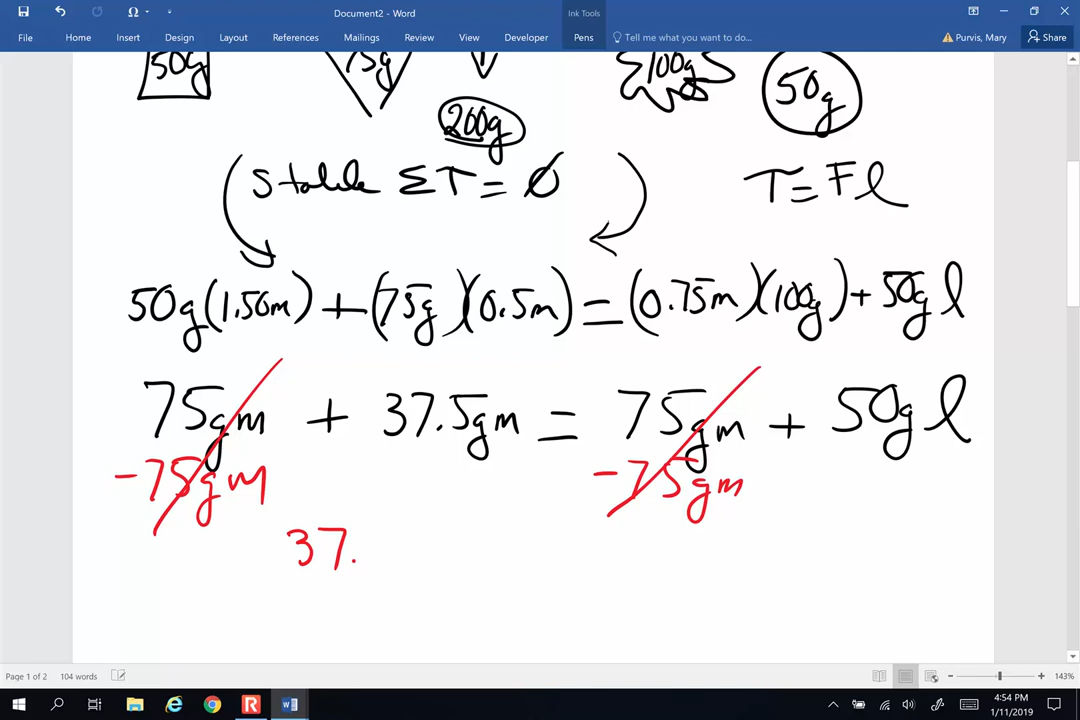 Document2 - Word
Ink Tools
File Home Insert Design Layout References Mailings Review View Developer Pens Tell me what you want to do... Purvis, Mary Share
50g 75g 100g 50g
200g
stable ΣT = 0 T = Fl
50g(1.50m) + (75g)(0.5m) = (0.75m)(100g) + 50g l
75gm + 37.5gm = 75gm + 50g l
-75gm -75gm
37.
Page 1 of 2 104 words 143%
4:54 PM
1/11/2019